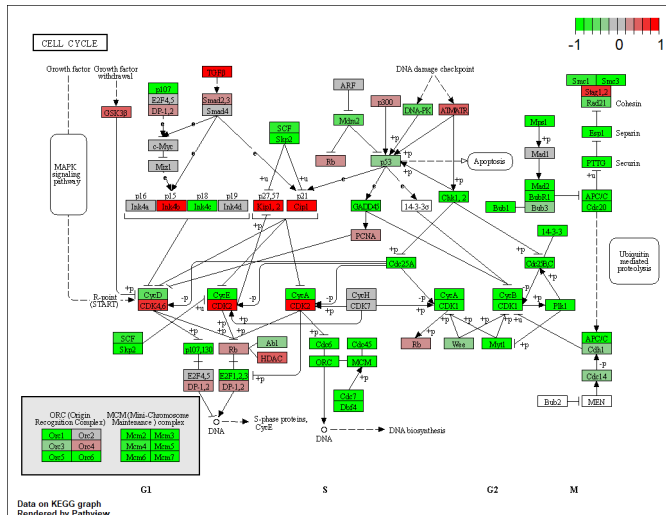 CELL CYCLE
-1 0 1
Growth factor
Growth factor
withdrawal
TGFβ
DNA damage checkpoint
p107
E2F4,5
DP-1,2
GSK3β
Smad2,3
Smad4
ARF
p300
DNA-PK
ATM/ATR
Smc1 Smc3
Stag1,2
Rad21
Cohesin
Mdm2
c-Myc
Miz1
SCF
Skp2
Rb
p53
Apoptosis
Mps1
Mad1
Esp1
Separin
PTTG
Securin
MAPK
signaling
pathway
p16 p15 p18 p19 p27,57 p21
Ink4a Ink4b Ink4c Ink4d Kip1,2 Cip1
GADD45
14-3-3σ
Chk1,2
Mad2
BubR1
Bub3
Bub1
APC/C
Cdc20
PCNA
14-3-3
Cdc25A
Cdc25B,C
Ubiquitin
mediated
proteolysis
R-point
(START)
CycD
CDK4,6
CycE
CDK2
CycA
CDK2
CycH
CDK7
CycA
CDK1
CycB
CDK1
Plk1
SCF
Skp2
p107,130
Rb
Abl
HDAC
Cdc6 Cdc45
ORC MCM
Rb
Wee
Myt1
APC/C
Cdh1
E2F4,5
DP-1,2
E2F1,2,3
DP-1,2
Cdc7
Dbf4
Cdc14
Bub2
MEN
DNA
S-phase proteins,
CycE
DNA
DNA biosynthesis
ORC (Origin
Recognition Complex)
MCM (Mini-Chromosome
Maintenance) complex
Orc1 Orc2 Mcm2 Mcm3
Orc3 Orc4 Mcm4 Mcm5
Orc5 Orc6 Mcm6 Mcm7
G1 S G2 M
Data on KEGG graph
Rendered by Pathview